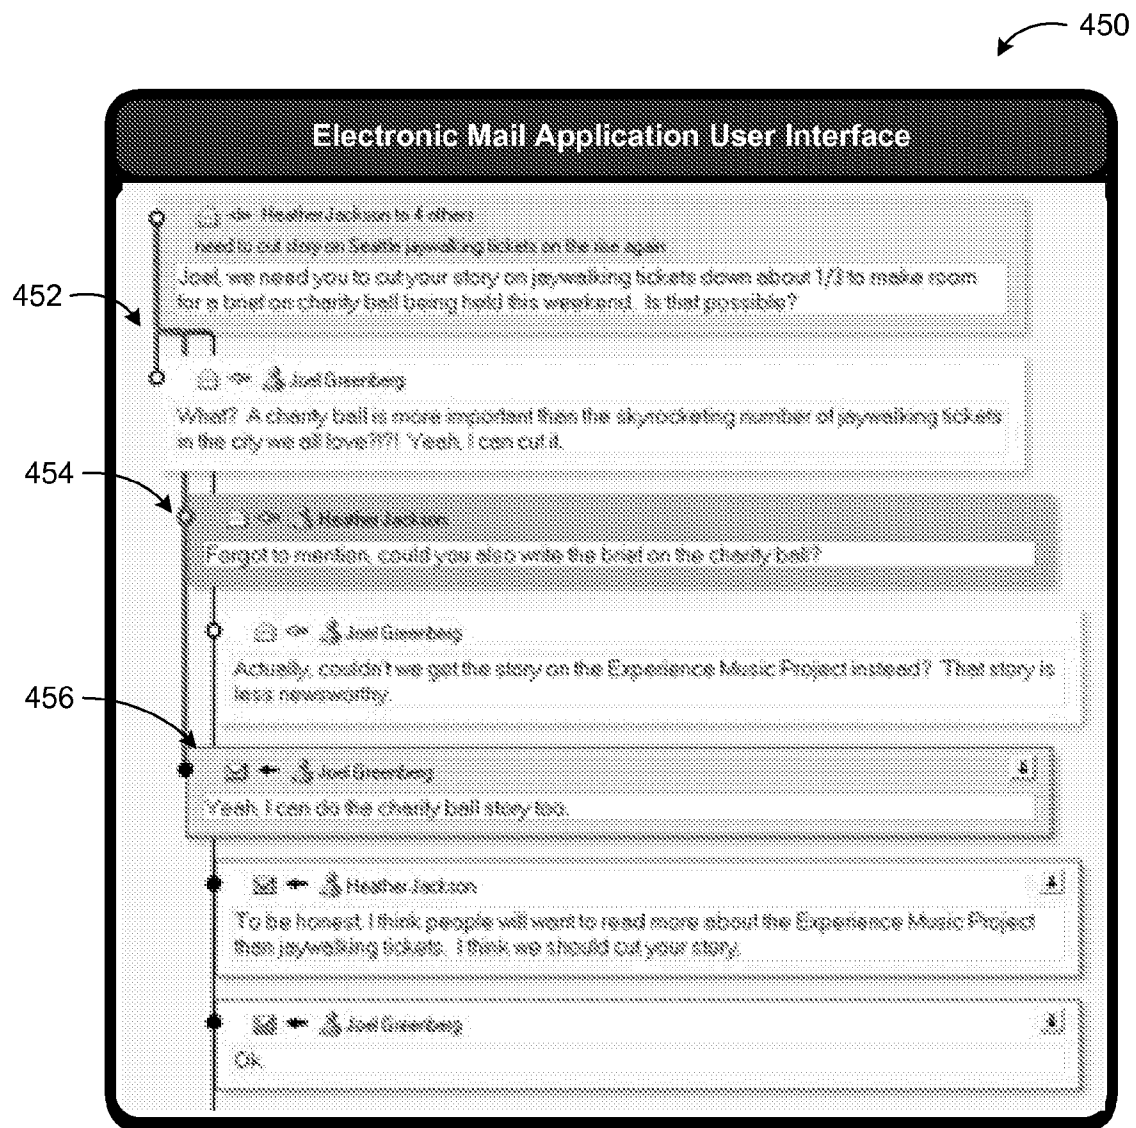 450
Electronic Mail Application User Interface
Heather Jackson to 4 others
need to cut story on Seattle jaywalking tickets on the rise again
Joel, we need you to cut your story on jaywalking tickets down about 1/3 to make room
for a brief on charity ball being held this weekend. Is that possible?
452
Joel Greenberg
What? A charity ball is more important than the skyrocketing number of jaywalking tickets
in the city we all love?!?! Yeah, I can cut it.
454
Heather Jackson
Forgot to mention, could you also write the brief on the charity ball?
Joel Greenberg
Actually, couldn't we get the story on the Experience Music Project instead? That story is
less newsworthy.
456
Joel Greenberg
Yeah, I can do the charity ball story too.
Heather Jackson
To be honest, I think people will want to read more about the Experience Music Project
than jaywalking tickets. I think we should cut your story.
Joel Greenberg
Ok.